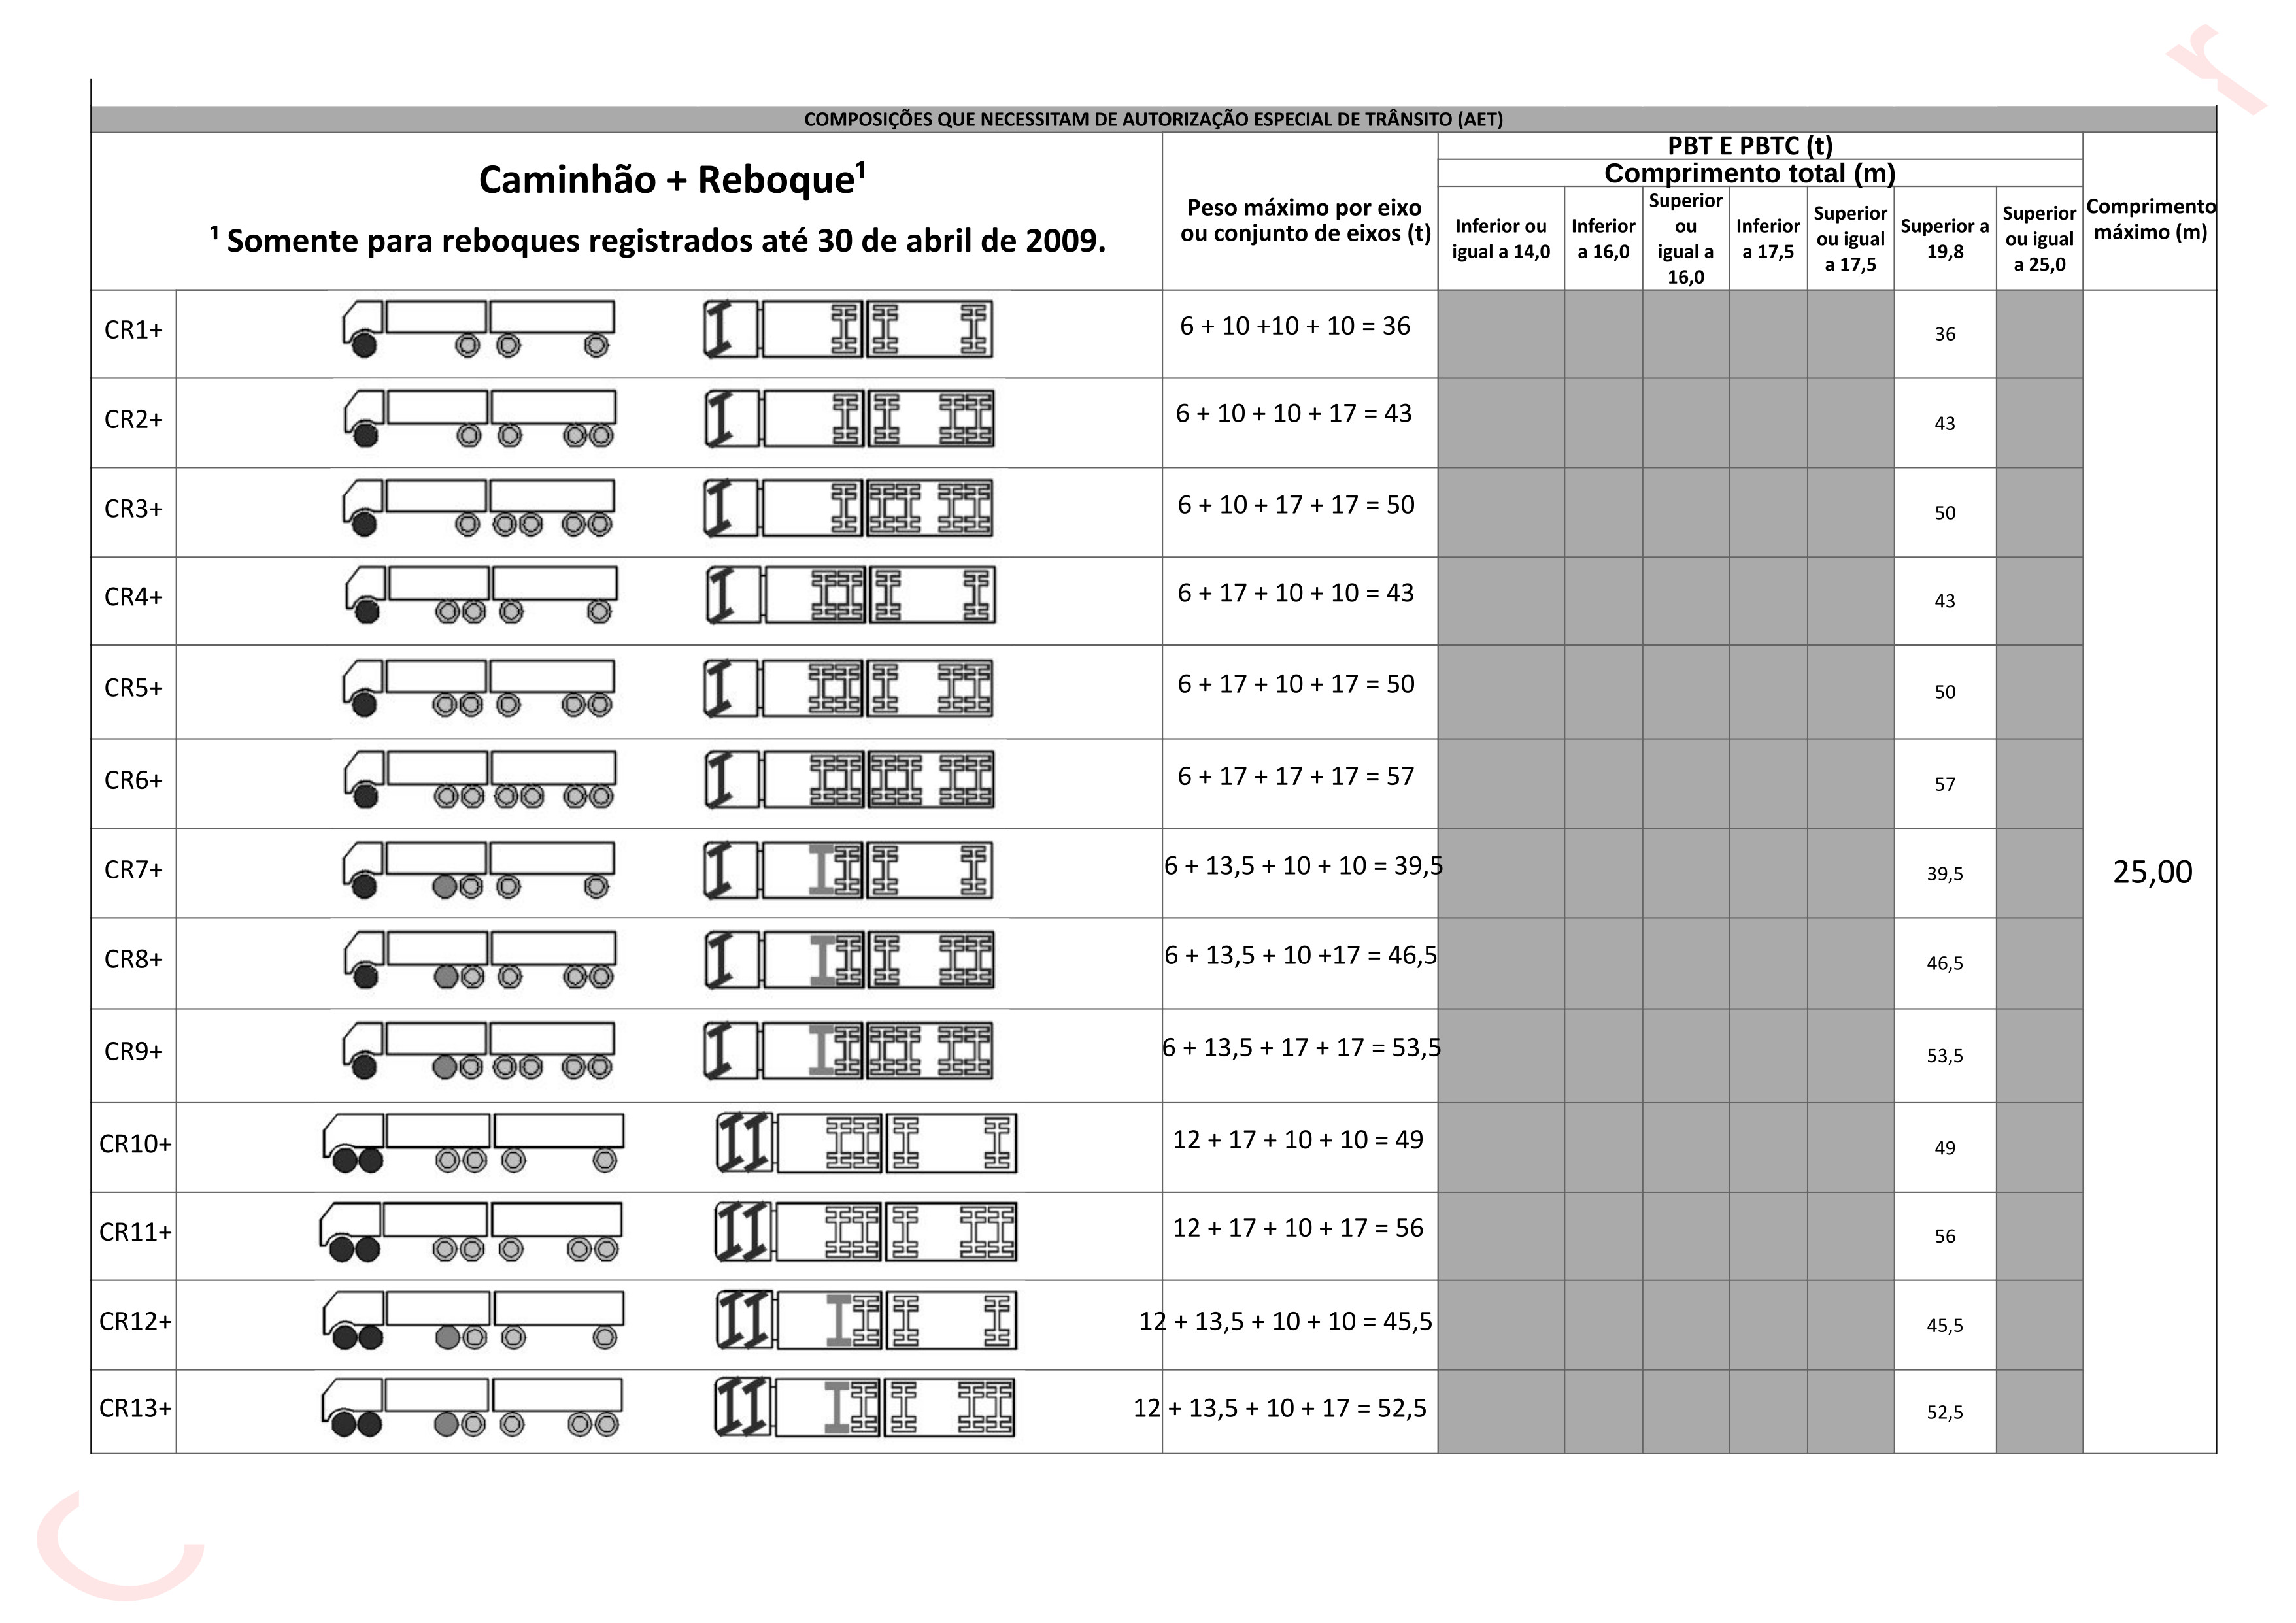 COMPOSIÇÕES QUE NECESSITAM DE AUTORIZAÇÃO ESPECIAL DE TRÂNSITO (AET)
Caminhão + Reboque¹
¹ Somente para reboques registrados até 30 de abril de 2009.
Peso máximo por eixo
ou conjunto de eixos (t)
PBT E PBTC (t)
Comprimento total (m)
Inferior ou
igual a 14,0
Inferior
a 16,0
Superior
ou
igual a
16,0
Inferior
a 17,5
Superior
ou igual
a 17,5
Superior a
19,8
Superior
ou igual
a 25,0
Comprimento
máximo (m)
CR1+ 6 + 10 +10 + 10 = 36 36
CR2+ 6 + 10 + 10 + 17 = 43 43
CR3+ 6 + 10 + 17 + 17 = 50 50
CR4+ 6 + 17 + 10 + 10 = 43 43
CR5+ 6 + 17 + 10 + 17 = 50 50
CR6+ 6 + 17 + 17 + 17 = 57 57
CR7+ 6 + 13,5 + 10 + 10 = 39,5 39,5 25,00
CR8+ 6 + 13,5 + 10 +17 = 46,5 46,5
CR9+ 6 + 13,5 + 17 + 17 = 53,5 53,5
CR10+ 12 + 17 + 10 + 10 = 49 49
CR11+ 12 + 17 + 10 + 17 = 56 56
CR12+ 12 + 13,5 + 10 + 10 = 45,5 45,5
CR13+ 12 + 13,5 + 10 + 17 = 52,5 52,5